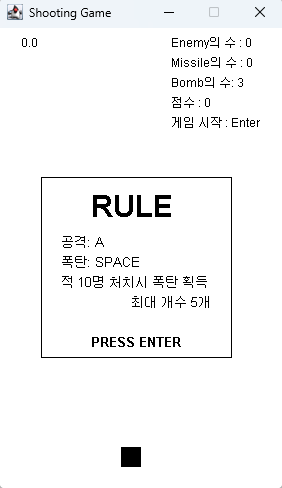 Shooting Game
0.0
Enemy의 수 : 0
Missile의 수 : 0
Bomb의 수: 3
점수 : 0
게임 시작 : Enter
RULE
공격: A
폭탄: SPACE
적 10명 처치시 폭탄 획득
최대 개수 5개
PRESS ENTER